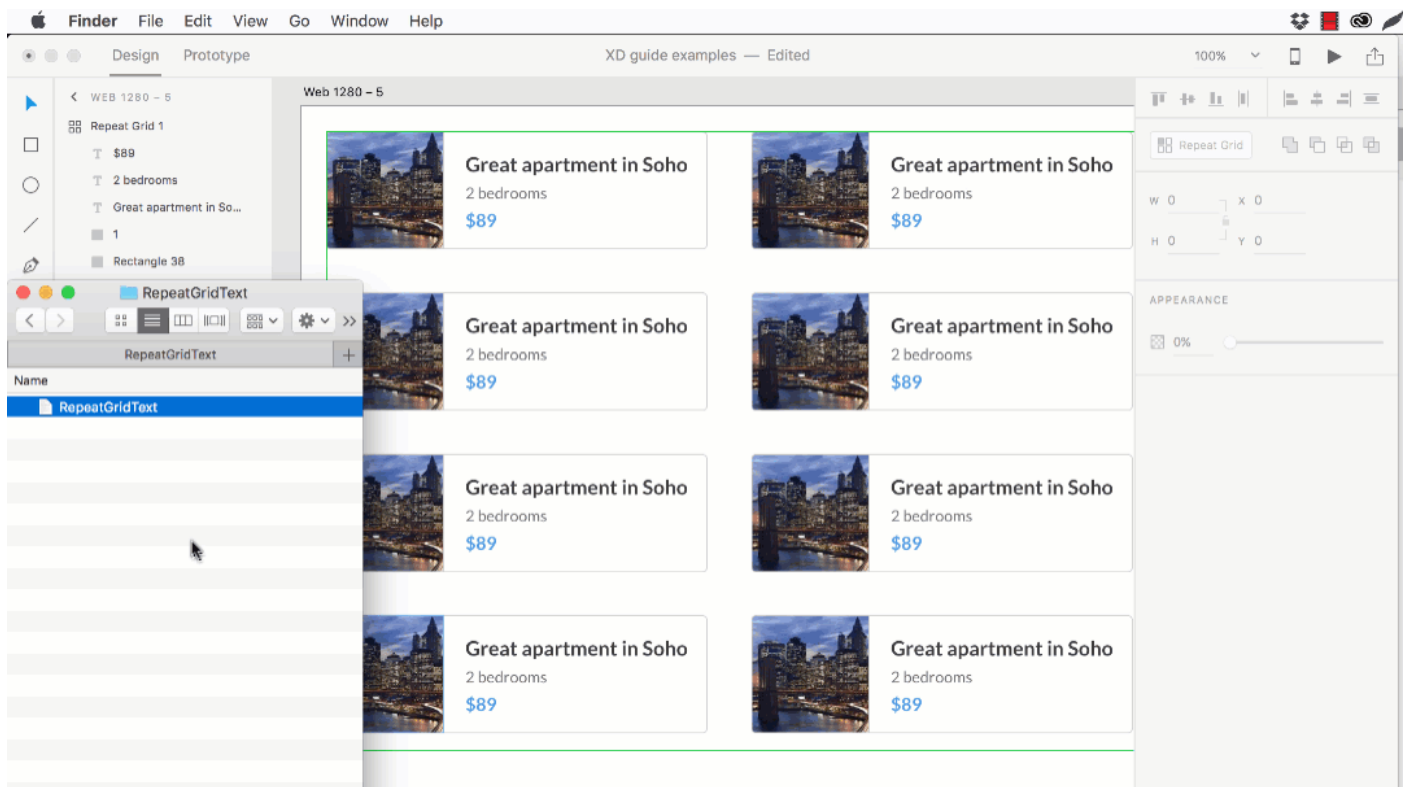 Finder File Edit View Go Window Help
Design Prototype XD guide examples — Edited 100%
WEB 1280 – 5
Repeat Grid 1
$89
2 bedrooms
Great apartment in So...
1
Rectangle 38
RepeatGridText
RepeatGridText
Name
RepeatGridText
Web 1280 – 5
Great apartment in Soho
2 bedrooms
$89
Great apartment in Soho
2 bedrooms
$89
Great apartment in Soho
2 bedrooms
$89
Great apartment in Soho
2 bedrooms
$89
Great apartment in Soho
2 bedrooms
$89
Great apartment in Soho
2 bedrooms
$89
Great apartment in Soho
2 bedrooms
$89
Great apartment in Soho
2 bedrooms
$89
Repeat Grid
W 0 X 0
H 0 Y 0
APPEARANCE
0%